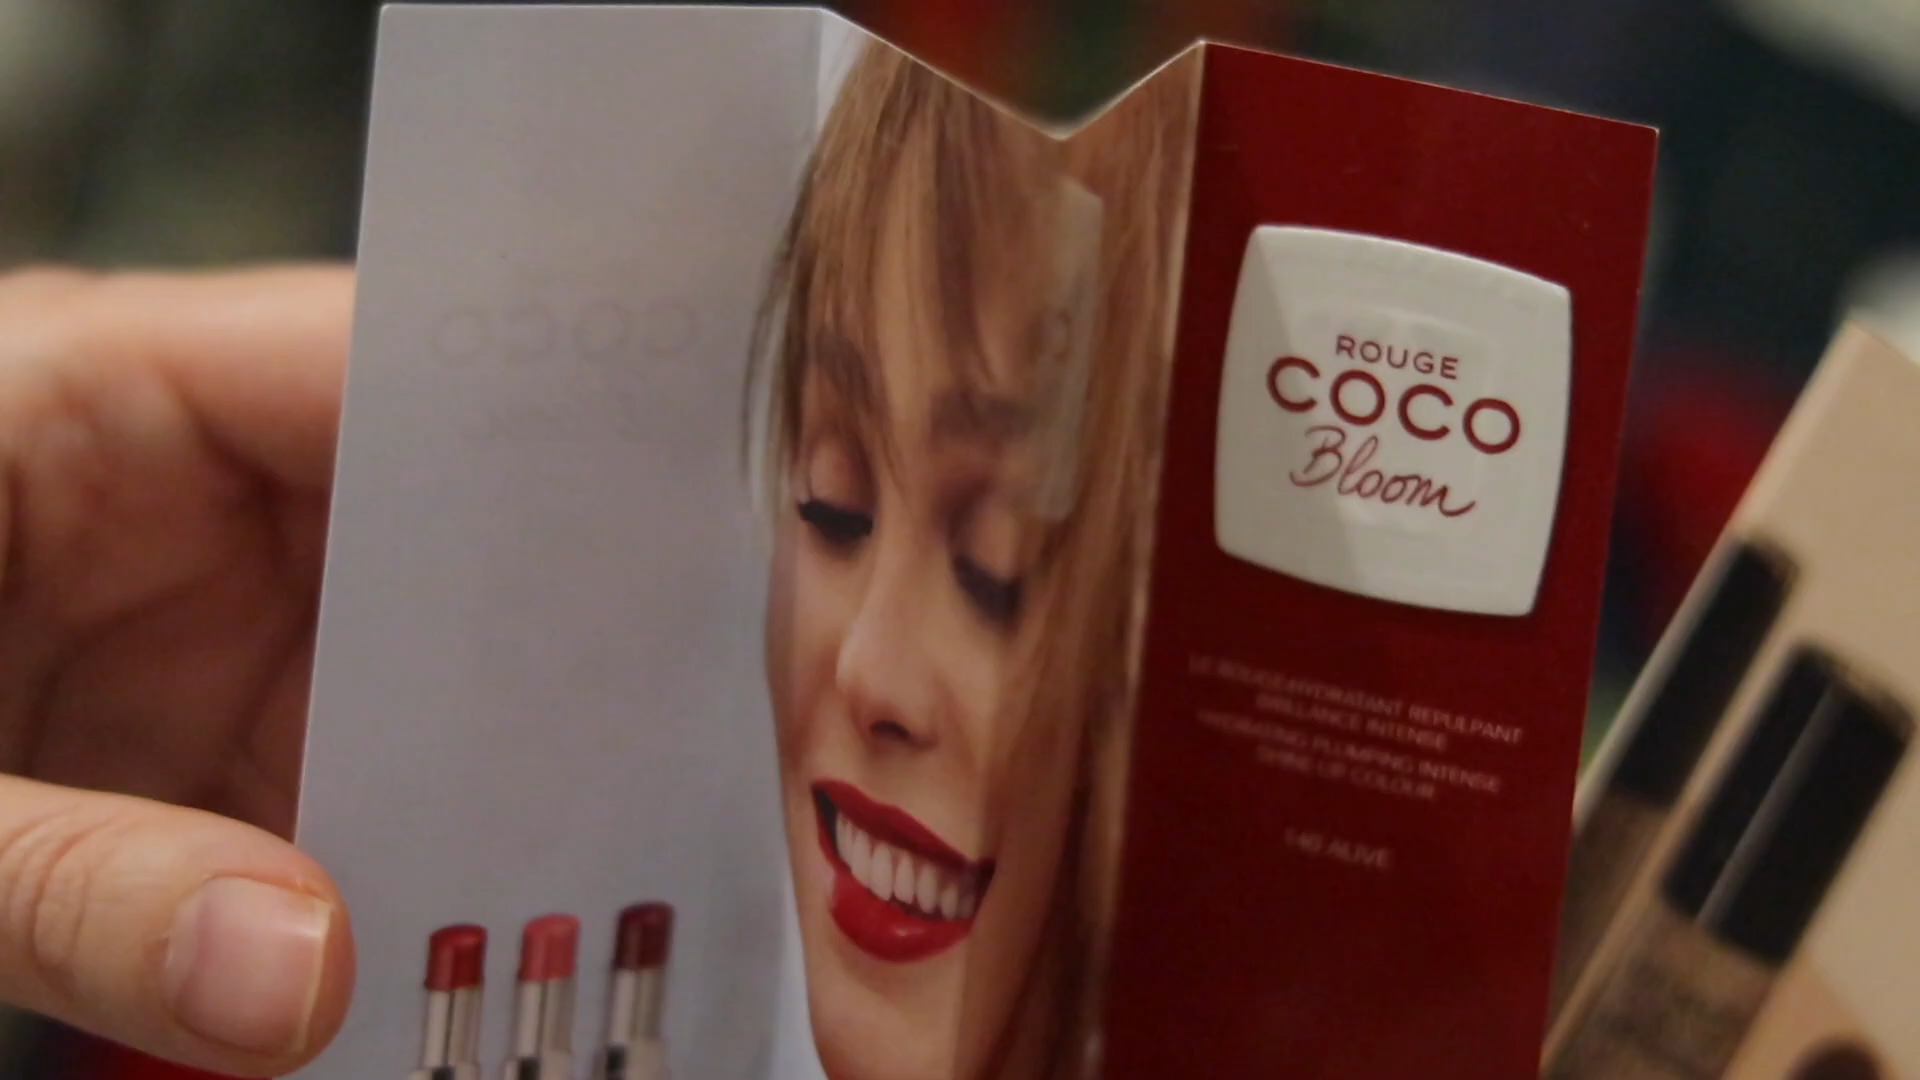 ROUGE
COCO
Bloom
LE ROUGE HYDRATANT REPULPANT
BRILLANCE INTENSE
HYDRATING PLUMPING INTENSE
SHINE LIP COLOUR
140 ALIVE